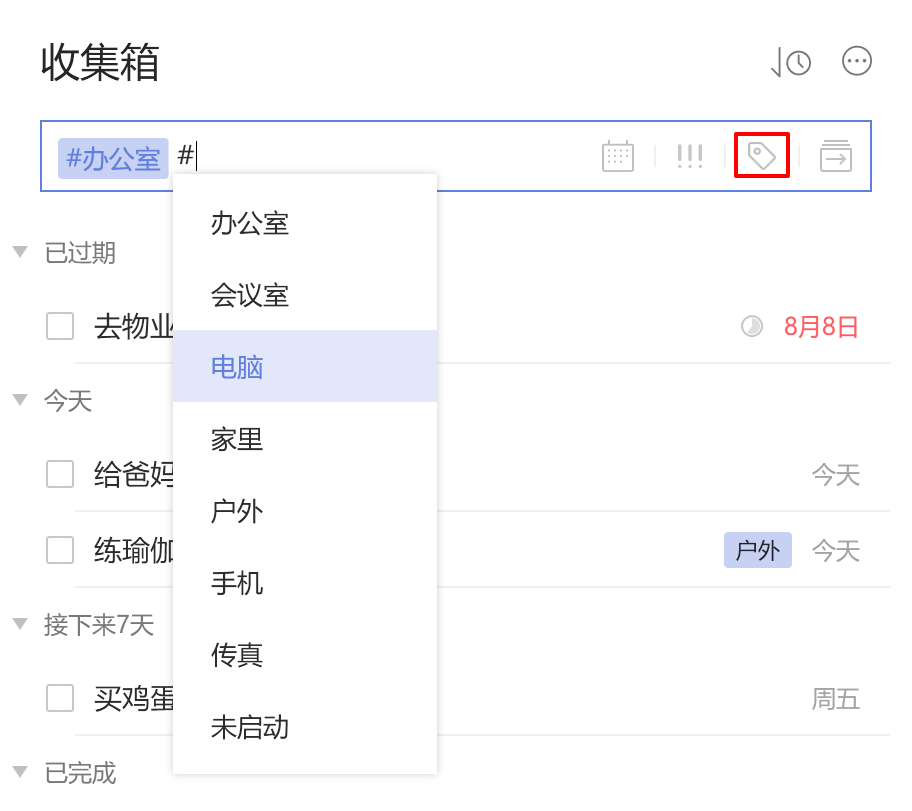 收集箱
#办公室 #
办公室
会议室
电脑
家里
户外
手机
传真
未启动
已过期
去物业
8月8日
今天
给爸妈
今天
练瑜伽
户外
今天
接下来7天
买鸡蛋
周五
已完成